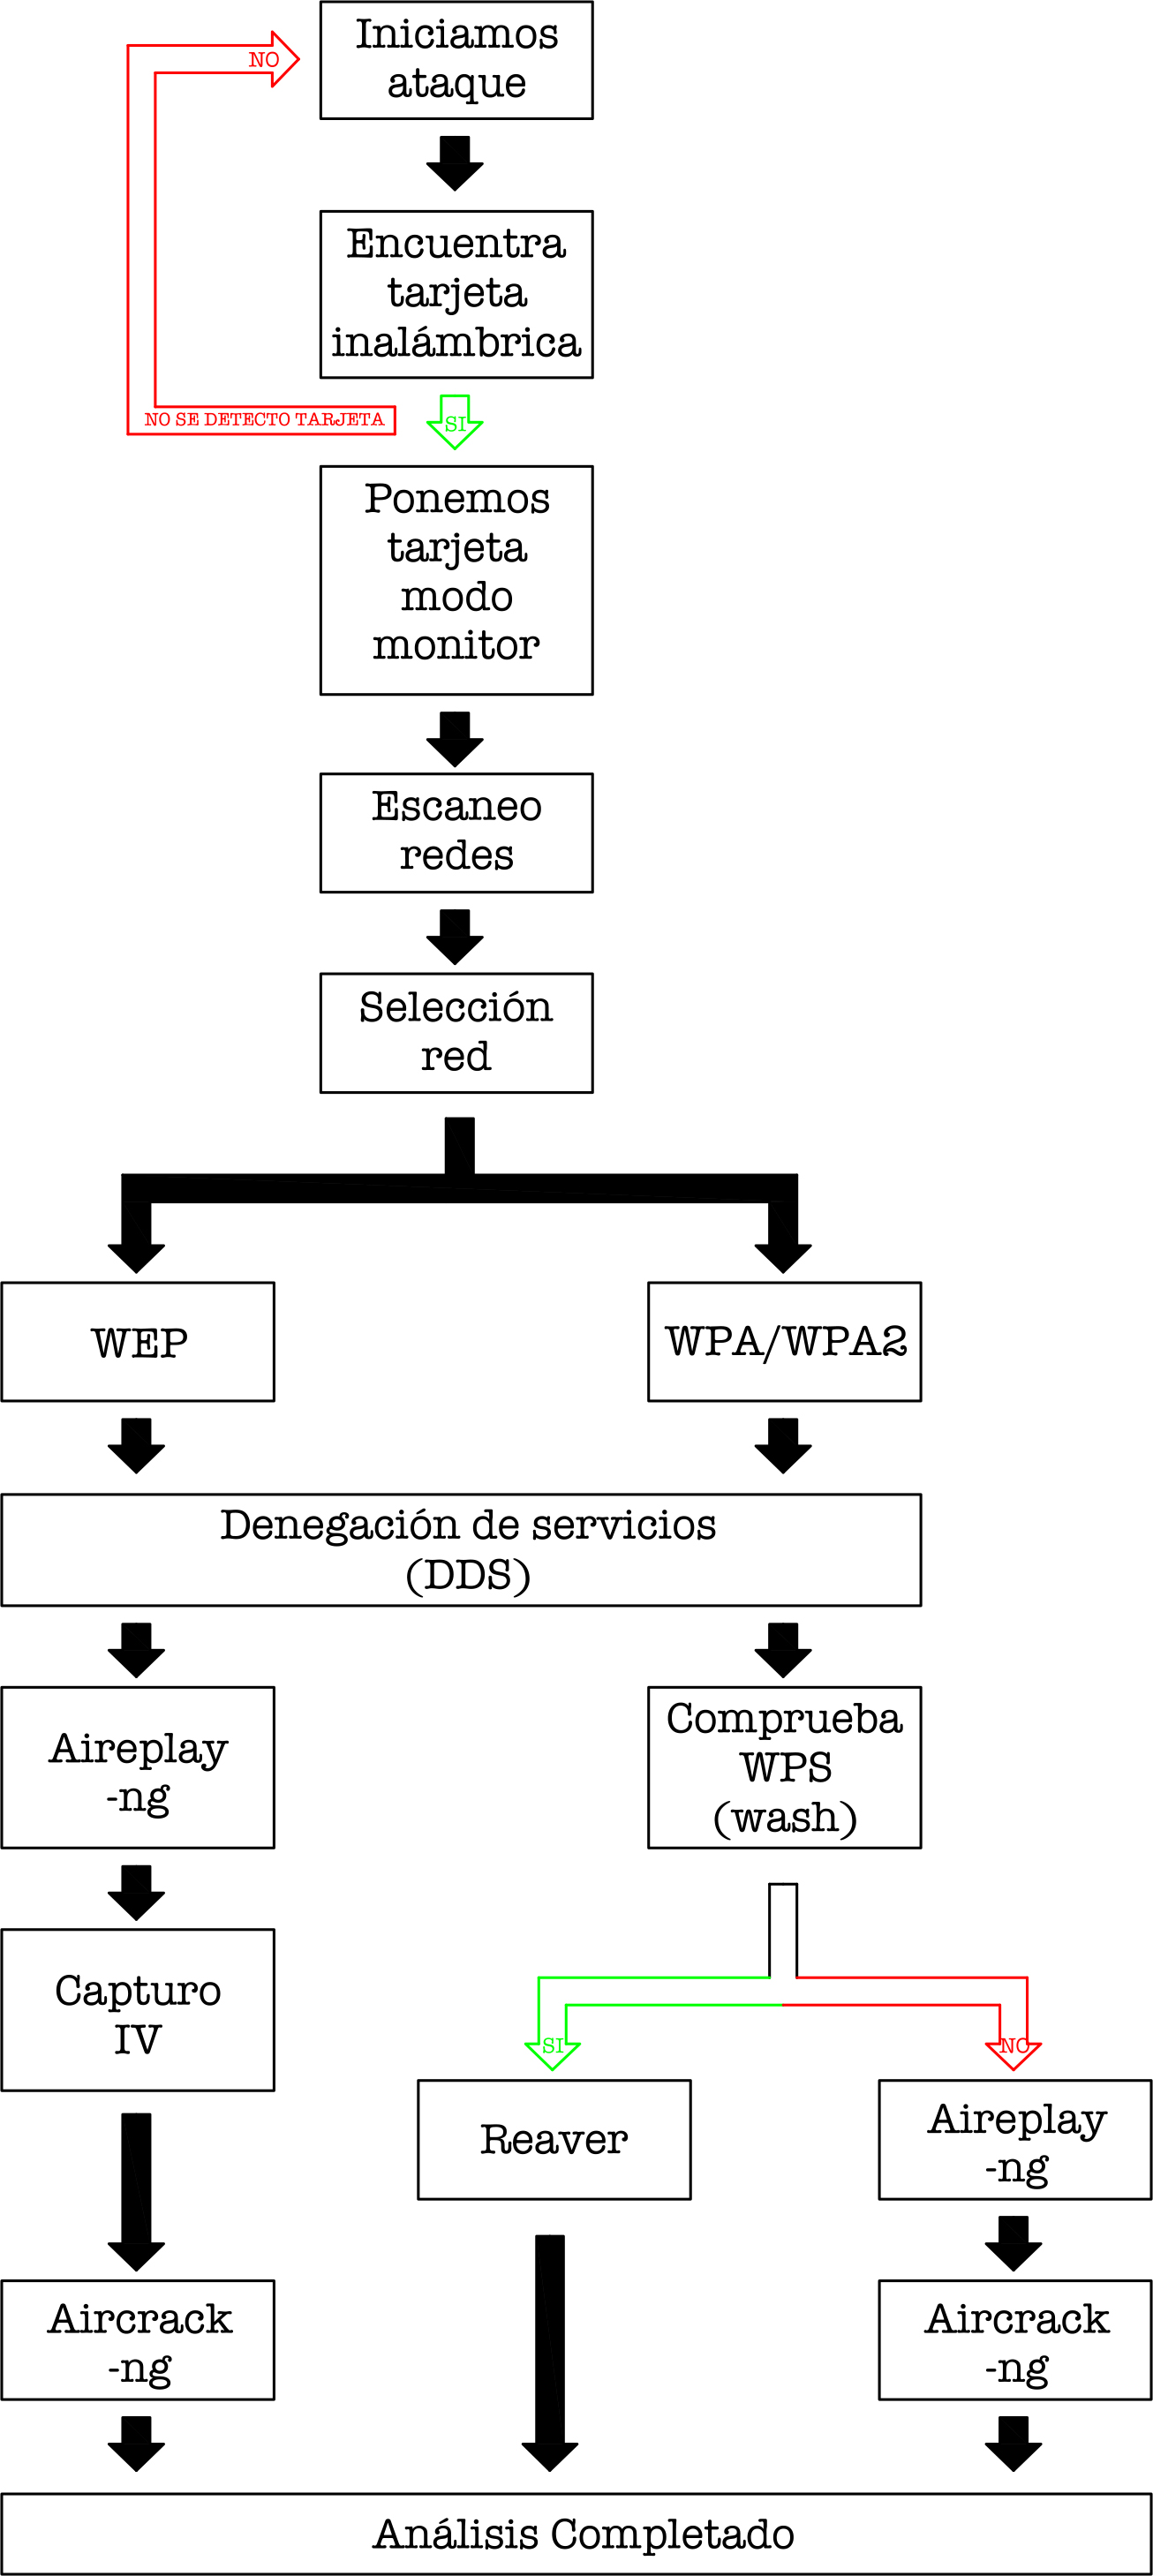 Iniciamos
ataque
NO
Encuentra
tarjeta
inalámbrica
NO SE DETECTO TARJETA
SI
Ponemos
tarjeta
modo
monitor
Escaneo
redes
Selección
red
WEP
WPA/WPA2
Denegación de servicios
(DDS)
Aireplay
-ng
Comprueba
WPS
(wash)
Capturo
IV
SI
NO
Reaver
Aireplay
-ng
Aircrack
-ng
Aircrack
-ng
Análisis Completado